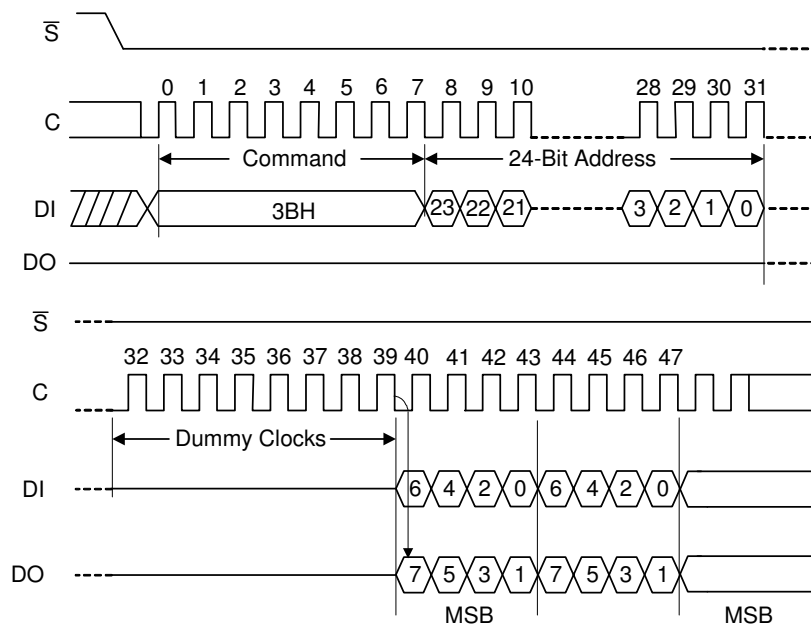 S
0 1 2 3 4 5 6 7 8 9 10 28 29 30 31
C
Command 24-Bit Address
DI 3BH 23 22 21 3 2 1 0
DO
S
32 33 34 35 36 37 38 39 40 41 42 43 44 45 46 47
C
Dummy Clocks
DI 6 4 2 0 6 4 2 0
DO 7 5 3 1 7 5 3 1
MSB MSB